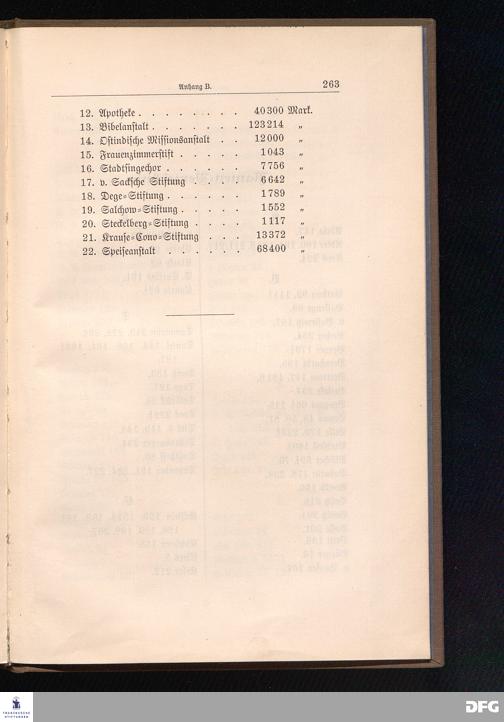 Anhang B. 263
12. Apotheke . . . . . . . . 40300 Mark.
13. Bibelanstalt . . . . . . . 123214 „
14. Ostindische Missionsanstalt . . 12000 „
15. Frauenzimmerstift . . . . . 1043 „
16. Stadtsingechor . . . . . . 7756 „
17. v. Sacksche Stiftung . . . . 6642 „
18. Dege-Stiftung . . . . . . 1789 „
19. Salchow-Stiftung . . . . . 1552 „
20. Steckelberg-Stiftung . . . . 1117 „
21. Krause-Cono-Stiftung . . . 13372 „
22. Speiseanstalt . . . . . . 68400 „
FRANCKESCHE
STIFTUNGEN
DFG